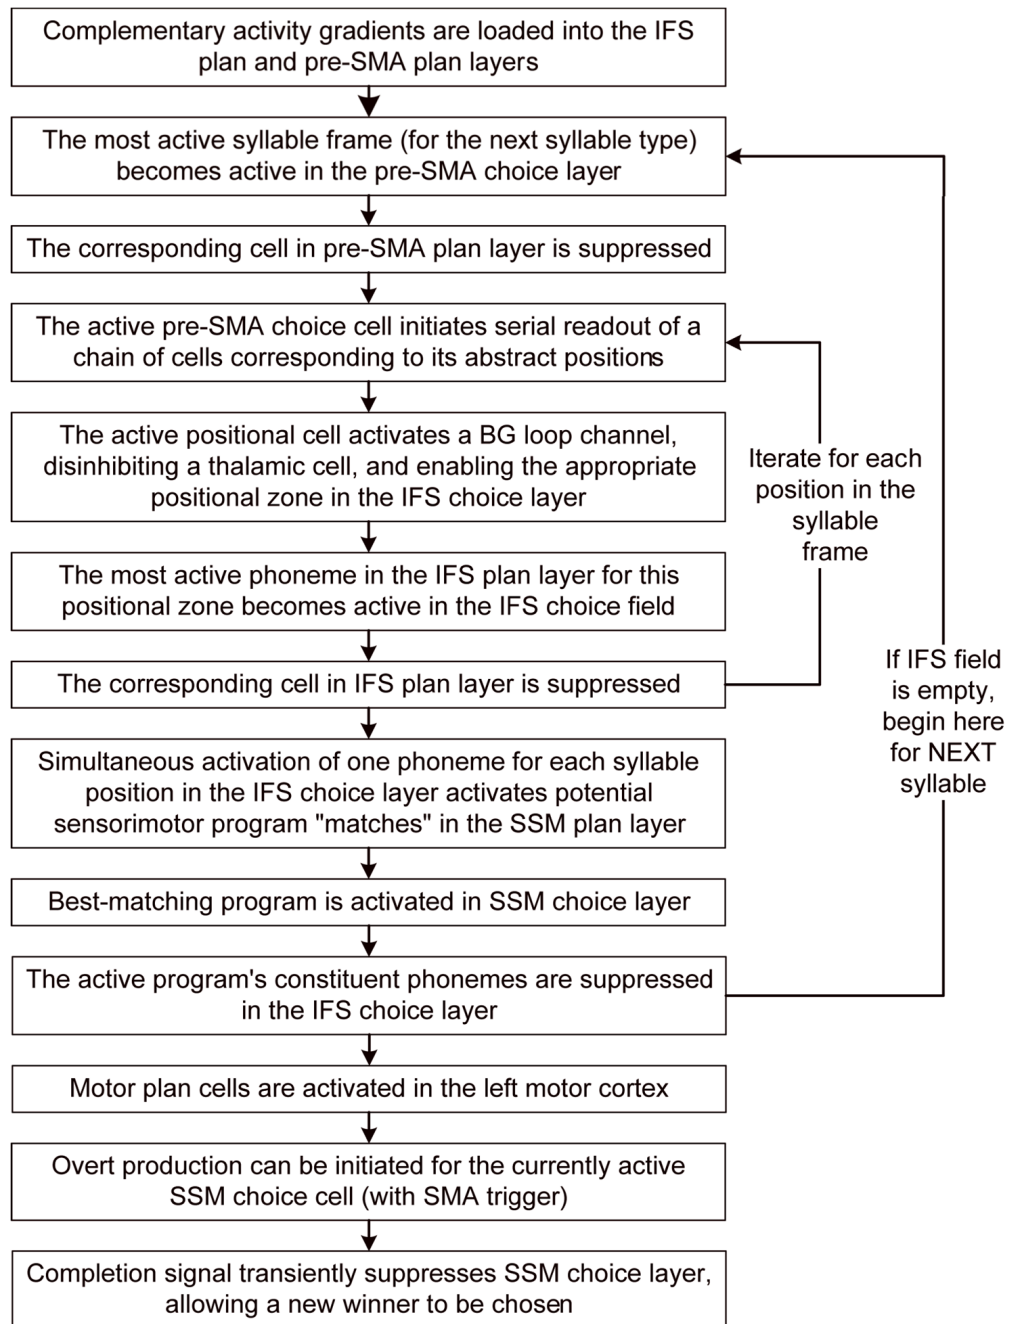 Complementary activity gradients are loaded into the IFS
plan and pre-SMA plan layers
The most active syllable frame (for the next syllable type)
becomes active in the pre-SMA choice layer
The corresponding cell in pre-SMA plan layer is suppressed
The active pre-SMA choice cell initiates serial readout of a
chain of cells corresponding to its abstract positions
The active positional cell activates a BG loop channel,
disinhibiting a thalamic cell, and enabling the appropriate
positional zone in the IFS choice layer
The most active phoneme in the IFS plan layer for this
positional zone becomes active in the IFS choice field
The corresponding cell in IFS plan layer is suppressed
Iterate for each
position in the
syllable
frame
Simultaneous activation of one phoneme for each syllable
position in the IFS choice layer activates potential
sensorimotor program "matches" in the SSM plan layer
Best-matching program is activated in SSM choice layer
The active program's constituent phonemes are suppressed
in the IFS choice layer
If IFS field
is empty,
begin here
for NEXT
syllable
Motor plan cells are activated in the left motor cortex
Overt production can be initiated for the currently active
SSM choice cell (with SMA trigger)
Completion signal transiently suppresses SSM choice layer,
allowing a new winner to be chosen